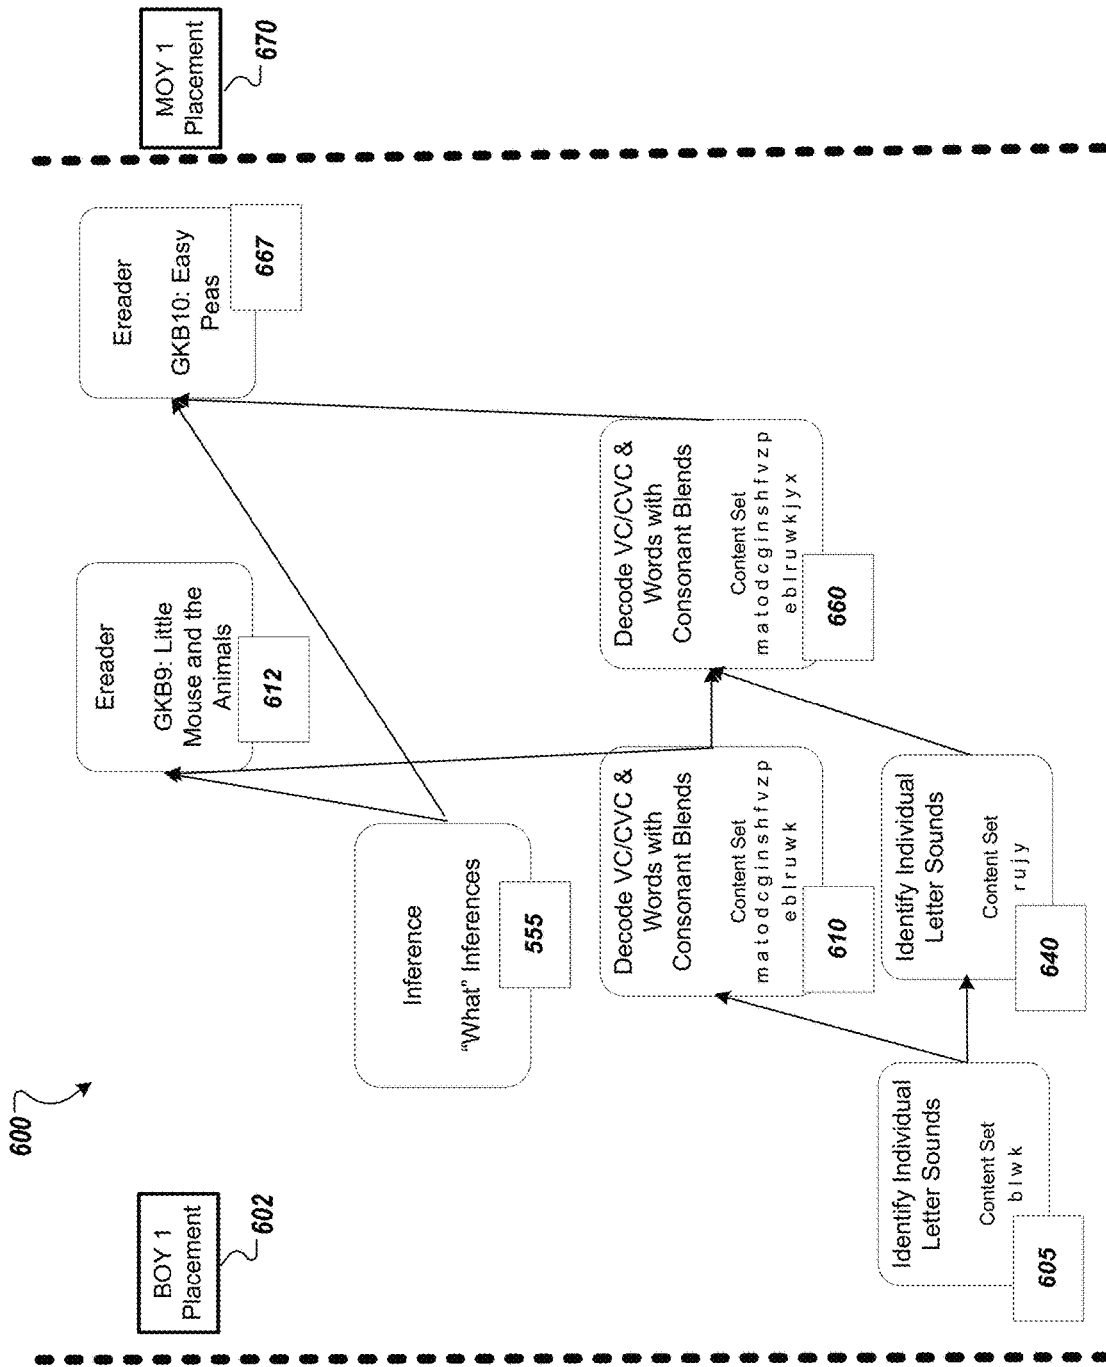 600
BOY 1
Placement
602
MOY 1
Placement
670
Ereader
GKB9: Little
Mouse and the
Animals
612
Ereader
GKB10: Easy
Peas
667
Inference
“What” Inferences
555
Decode VC/CVC &
Words with
Consonant Blends
Content Set
m a t o d c g i n s h f v z p
e b l r u w k
610
Decode VC/CVC &
Words with
Consonant Blends
Content Set
m a t o d c g i n s h f v z p
e b l r u w k j y x
660
Identify Individual
Letter Sounds
Content Set
b l w k
605
Identify Individual
Letter Sounds
Content Set
r u j y
640